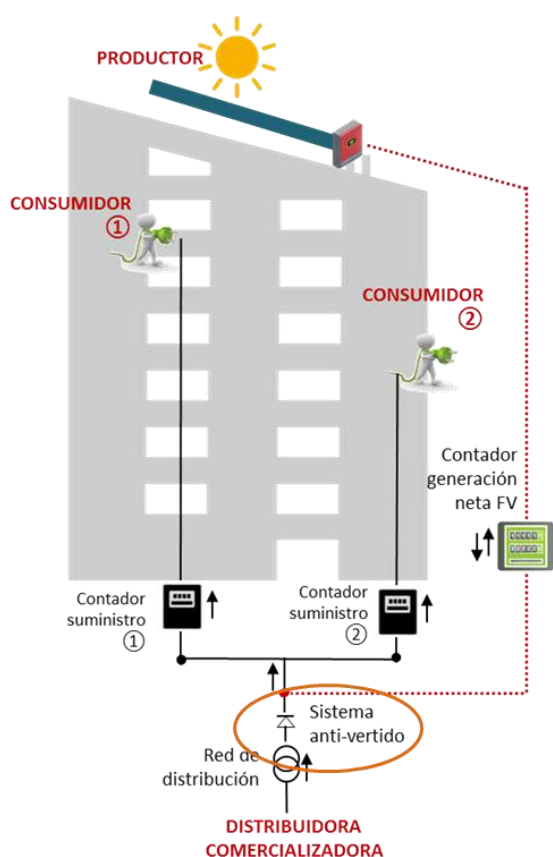 PRODUCTOR
CONSUMIDOR
①
CONSUMIDOR
②
Contador
generación
neta FV
Contador
suministro
①
Contador
suministro
②
Sistema
anti-vertido
Red de
distribución
DISTRIBUIDORA
COMERCIALIZADORA